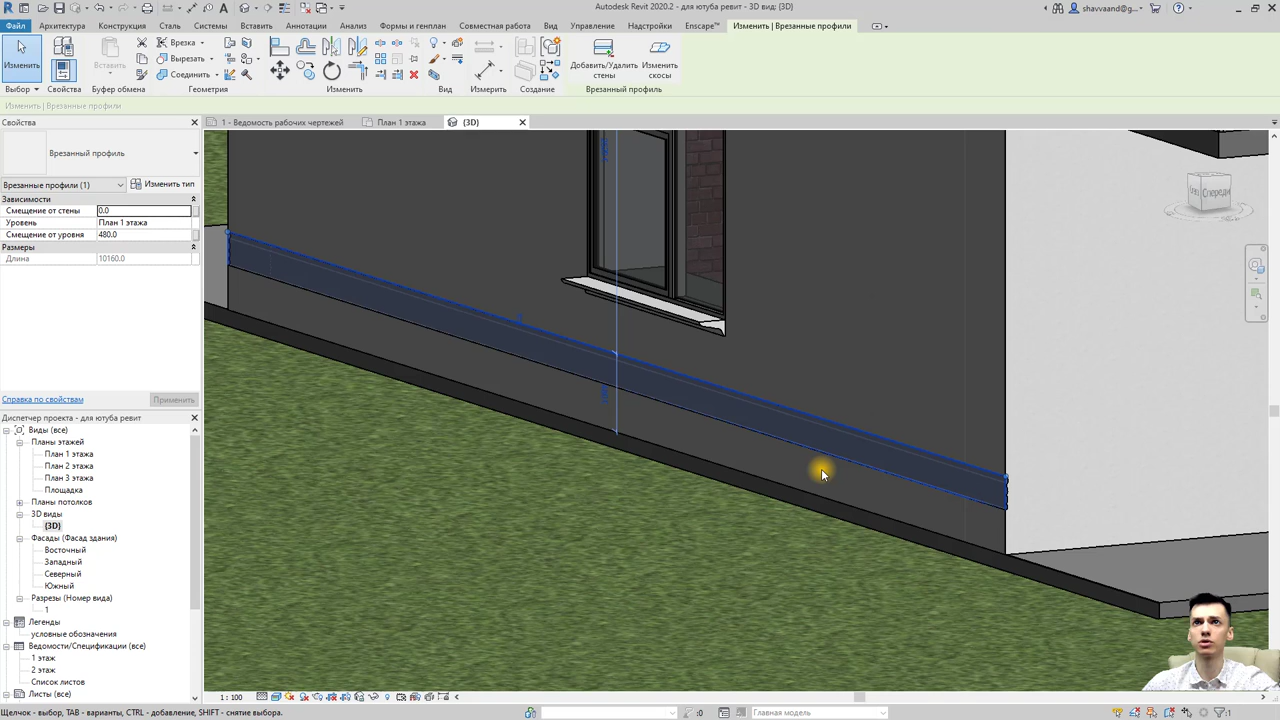 Autodesk Revit 2020.2 - для ютуба ревит - 3D вид: {3D}
shavvaand@g...
Файл Архитектура Конструкция Сталь Системы Вставить Аннотации Анализ Формы и генплан Совместная работа Вид Управление Надстройки Enscape™ Изменить | Врезанные профили
Врезка
Вырезать
Соединить
Изменить
Вставить
Добавить/Удалить стены
Изменить скосы
Выбор Свойства Буфер обмена Геометрия Изменить Вид Измерить Создание Врезанный профиль
Изменить | Врезанные профили
Свойства
1 - Ведомость рабочих чертежей
План 1 этажа
{3D}
Врезанный профиль
Врезанные профили (1)
Изменить тип
Зависимости
Смещение от стены 0.0
Уровень План 1 этажа
Смещение от уровня 480.0
Размеры
Длина 10160.0
Спереди
Справка по свойствам
Применить
Диспетчер проекта - для ютуба ревит
Виды (все)
Планы этажей
План 1 этажа
План 2 этажа
План 3 этажа
Площадка
Планы потолков
3D виды
{3D}
Фасады (Фасад здания)
Восточный
Западный
Северный
Южный
Разрезы (Номер вида)
1
Легенды
условные обозначения
Ведомости/Спецификации (все)
1 этаж
2 этаж
Список листов
Листы (все)
1 : 100
Щелчок - выбор, TAB - варианты, CTRL - добавление, SHIFT - снятие выбора.
:0
Главная модель
:1